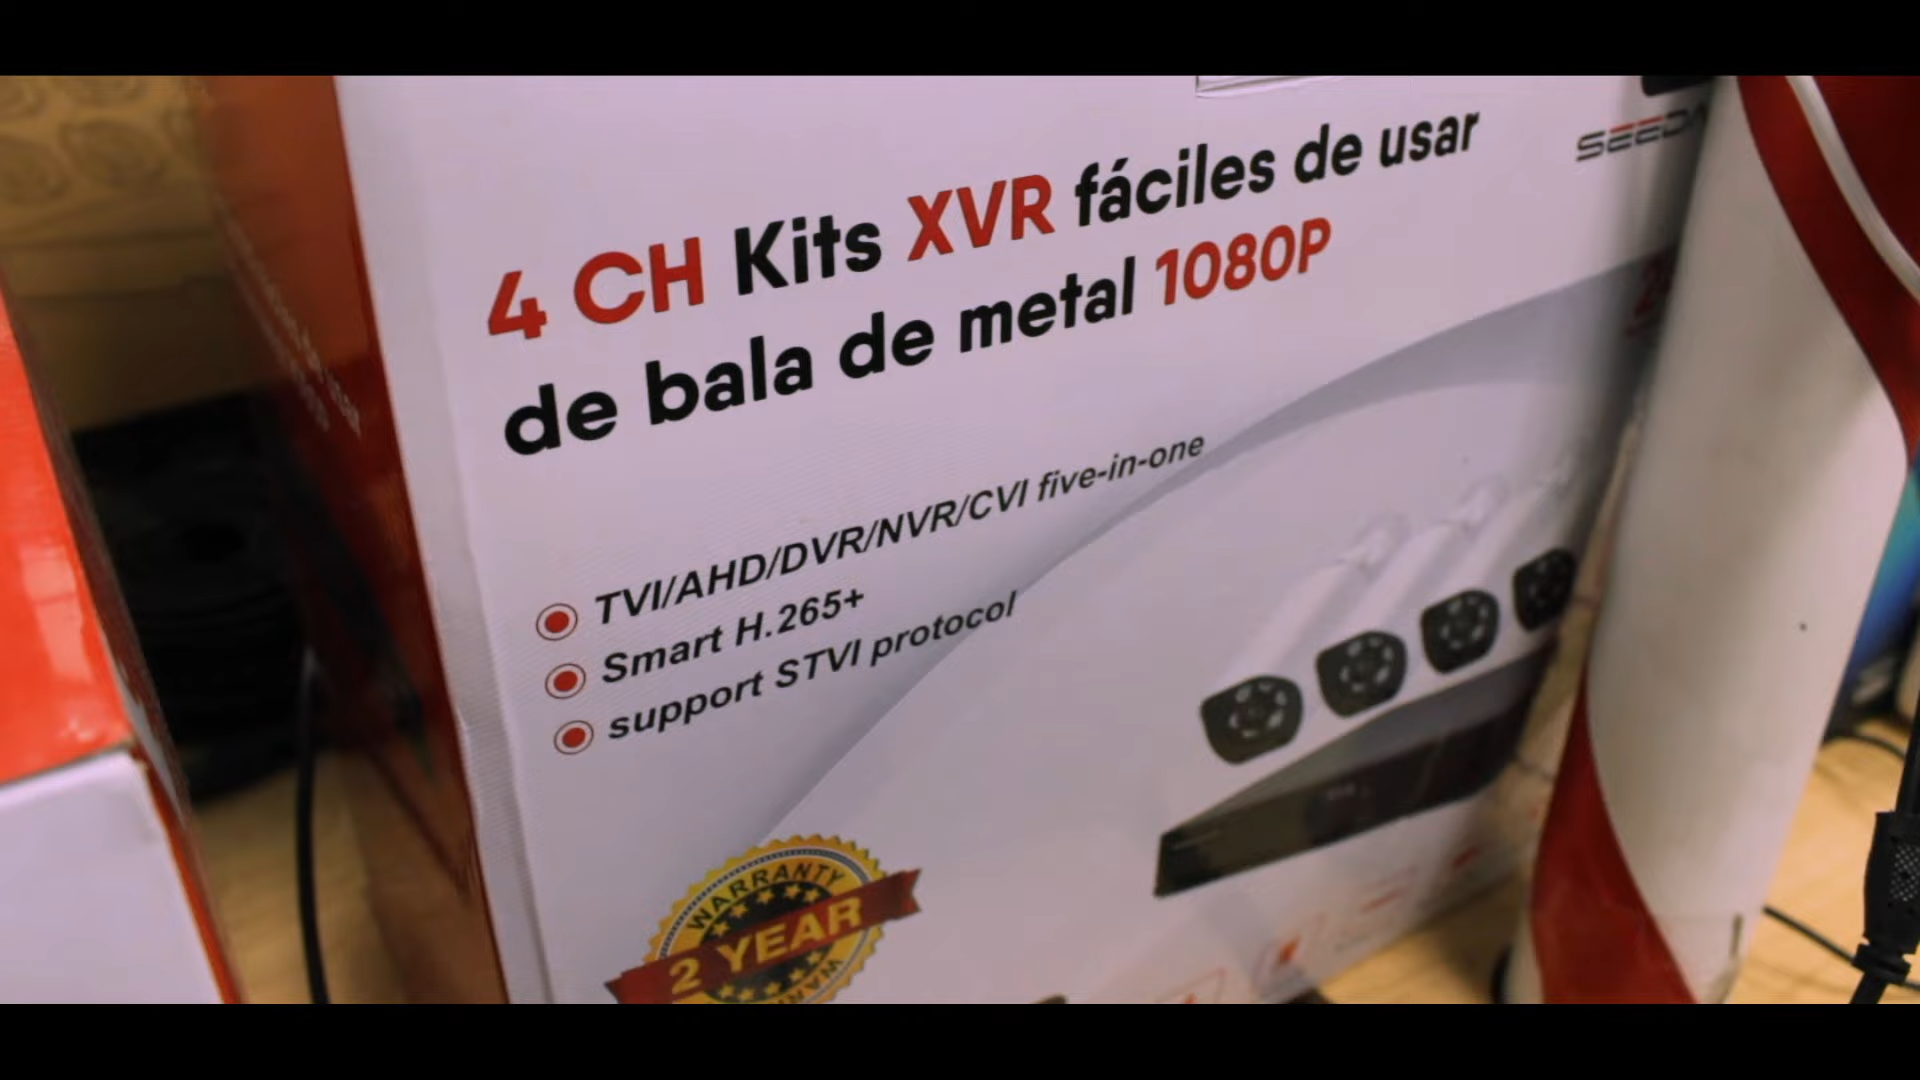 4 CH Kits XVR fáciles de usar
de bala de metal 1080P
TVI/AHD/DVR/NVR/CVI five-in-one
Smart H.265+
support STVI protocol
WARRANTY
2 YEAR